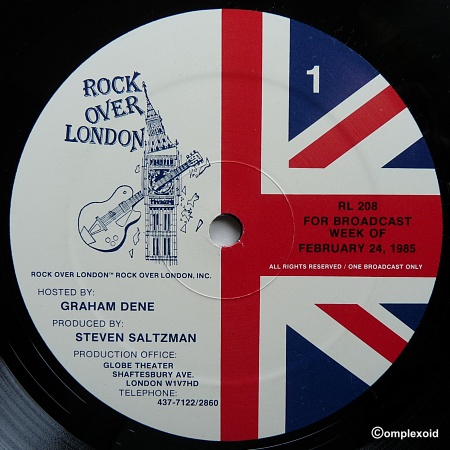 ROCK
OVER
LONDON
1
RL 208
FOR BROADCAST
WEEK OF
FEBRUARY 24, 1985
ALL RIGHTS RESERVED / ONE BROADCAST ONLY
ROCK OVER LONDON™ ROCK OVER LONDON, INC.
HOSTED BY:
GRAHAM DENE
PRODUCED BY:
STEVEN SALTZMAN
PRODUCTION OFFICE:
GLOBE THEATER
SHAFTESBURY AVE.
LONDON W1V7HD
TELEPHONE:
437-7122/2860
©omplexoid